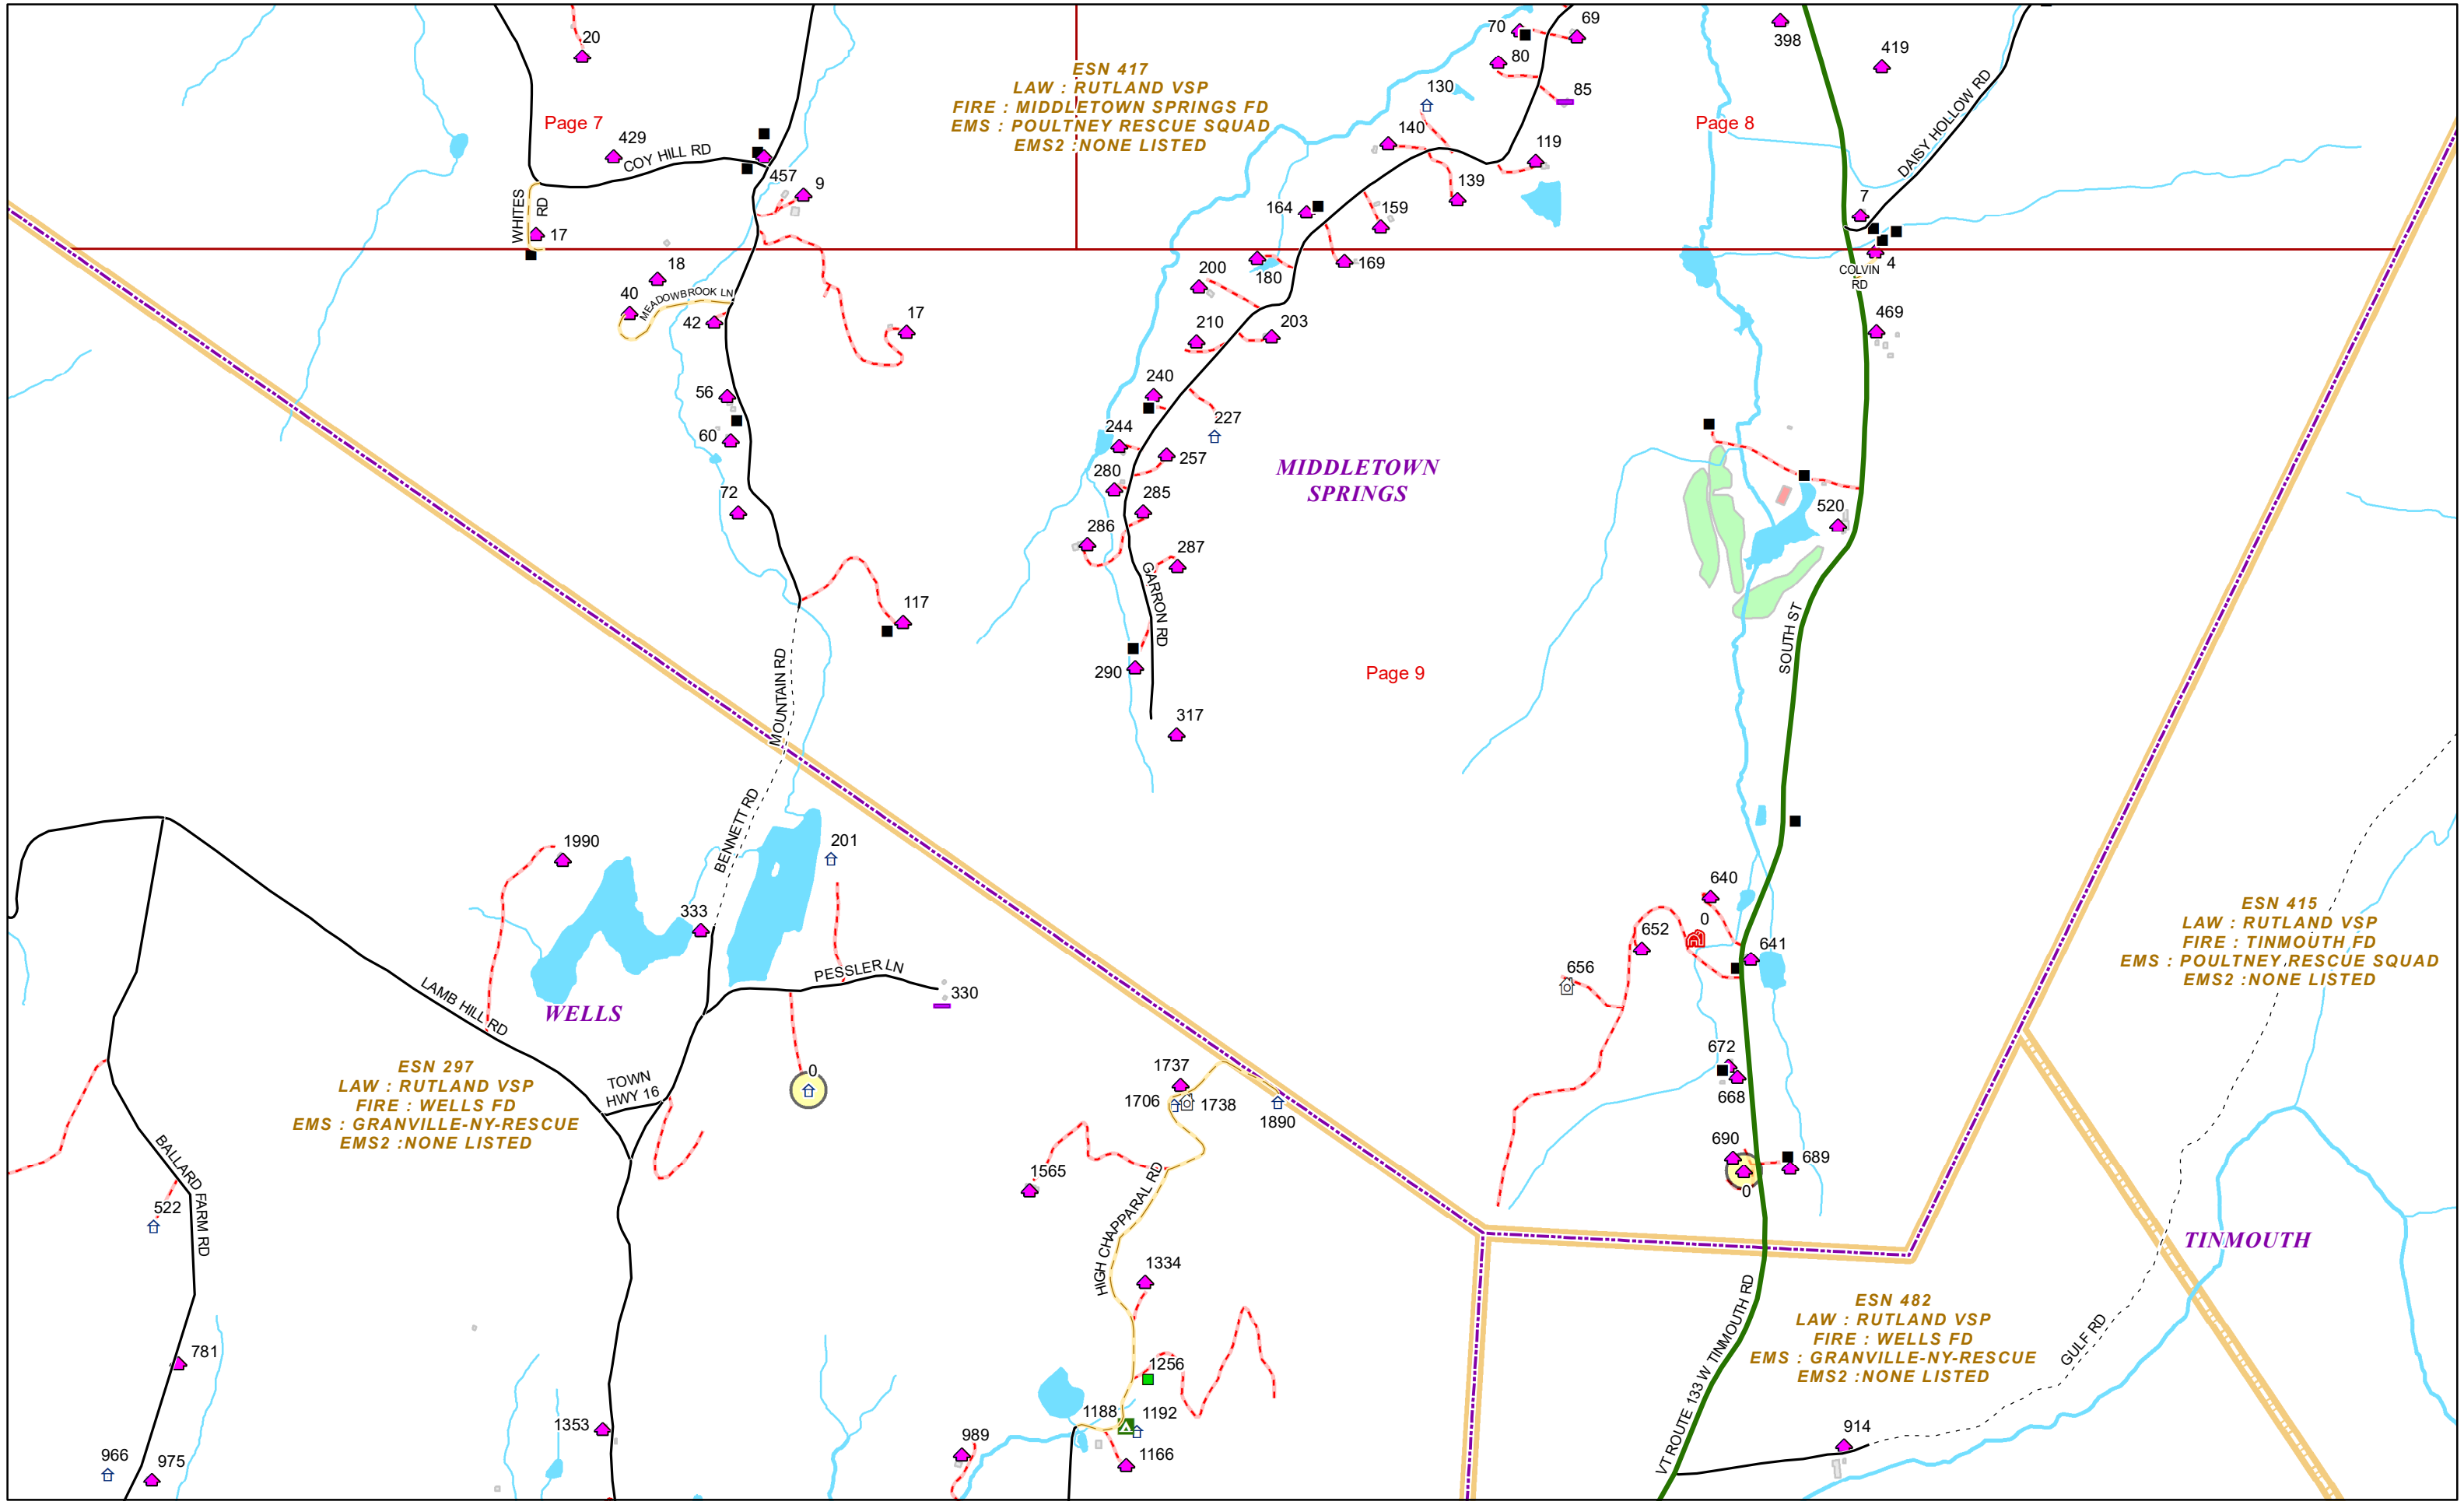 20
70
69
398
419
80
ESN 417
LAW : RUTLAND VSP
FIRE : MIDDLETOWN SPRINGS FD
EMS : POULTNEY RESCUE SQUAD
EMS2 :NONE LISTED
130
85
Page 7
Page 8
DAISY HOLLOW RD
429
COY HILL RD
140
119
457
9
139
WHITES
RD
17
164
159
7
18
200
180
169
4
COLVIN
RD
40
MEADOWBROOK LN
42
17
210
203
469
56
240
60
244
227
257
280
MIDDLETOWN
SPRINGS
72
285
286
520
287
GARRON RD
117
SOUTH ST
MOUNTAIN RD
290
Page 9
317
BENNETT RD
1990
201
333
640
0
652
641
ESN 415
LAW : RUTLAND VSP
FIRE : TINMOUTH FD
EMS : POULTNEY RESCUE SQUAD
EMS2 :NONE LISTED
656
PESSLER LN
330
LAMB HILL RD
WELLS
672
668
ESN 297
LAW : RUTLAND VSP
FIRE : WELLS FD
EMS : GRANVILLE-NY-RESCUE
EMS2 :NONE LISTED
TOWN
HWY 16
0
1737
1706
1738
1890
690
689
0
BALLARD FARM RD
522
1565
HIGH CHAPPARAL RD
TINMOUTH
1334
ESN 482
LAW : RUTLAND VSP
FIRE : WELLS FD
EMS : GRANVILLE-NY-RESCUE
EMS2 :NONE LISTED
VT ROUTE 133 W TINMOUTH RD
GULF RD
781
1256
1353
1188
1192
989
1166
914
966
975